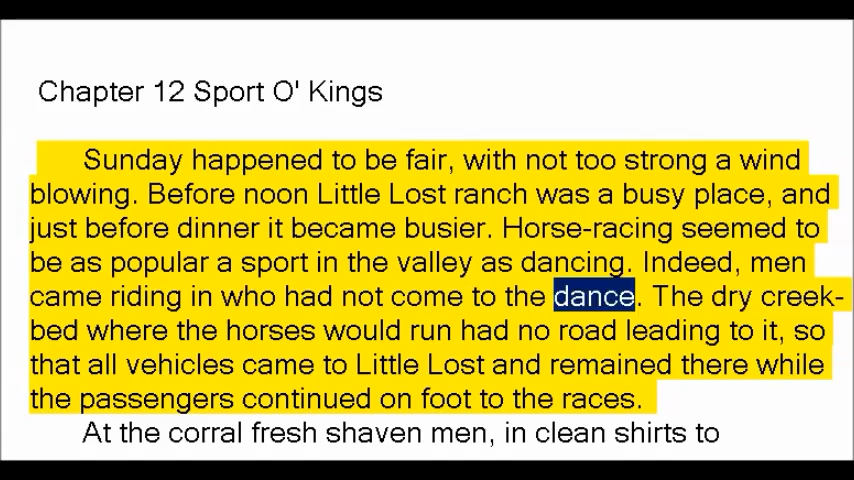 Chapter 12 Sport O' Kings
Sunday happened to be fair, with not too strong a wind
blowing. Before noon Little Lost ranch was a busy place, and
just before dinner it became busier. Horse-racing seemed to
be as popular a sport in the valley as dancing. Indeed, men
came riding in who had not come to the dance. The dry creek-
bed where the horses would run had no road leading to it, so
that all vehicles came to Little Lost and remained there while
the passengers continued on foot to the races.
At the corral fresh shaven men, in clean shirts to